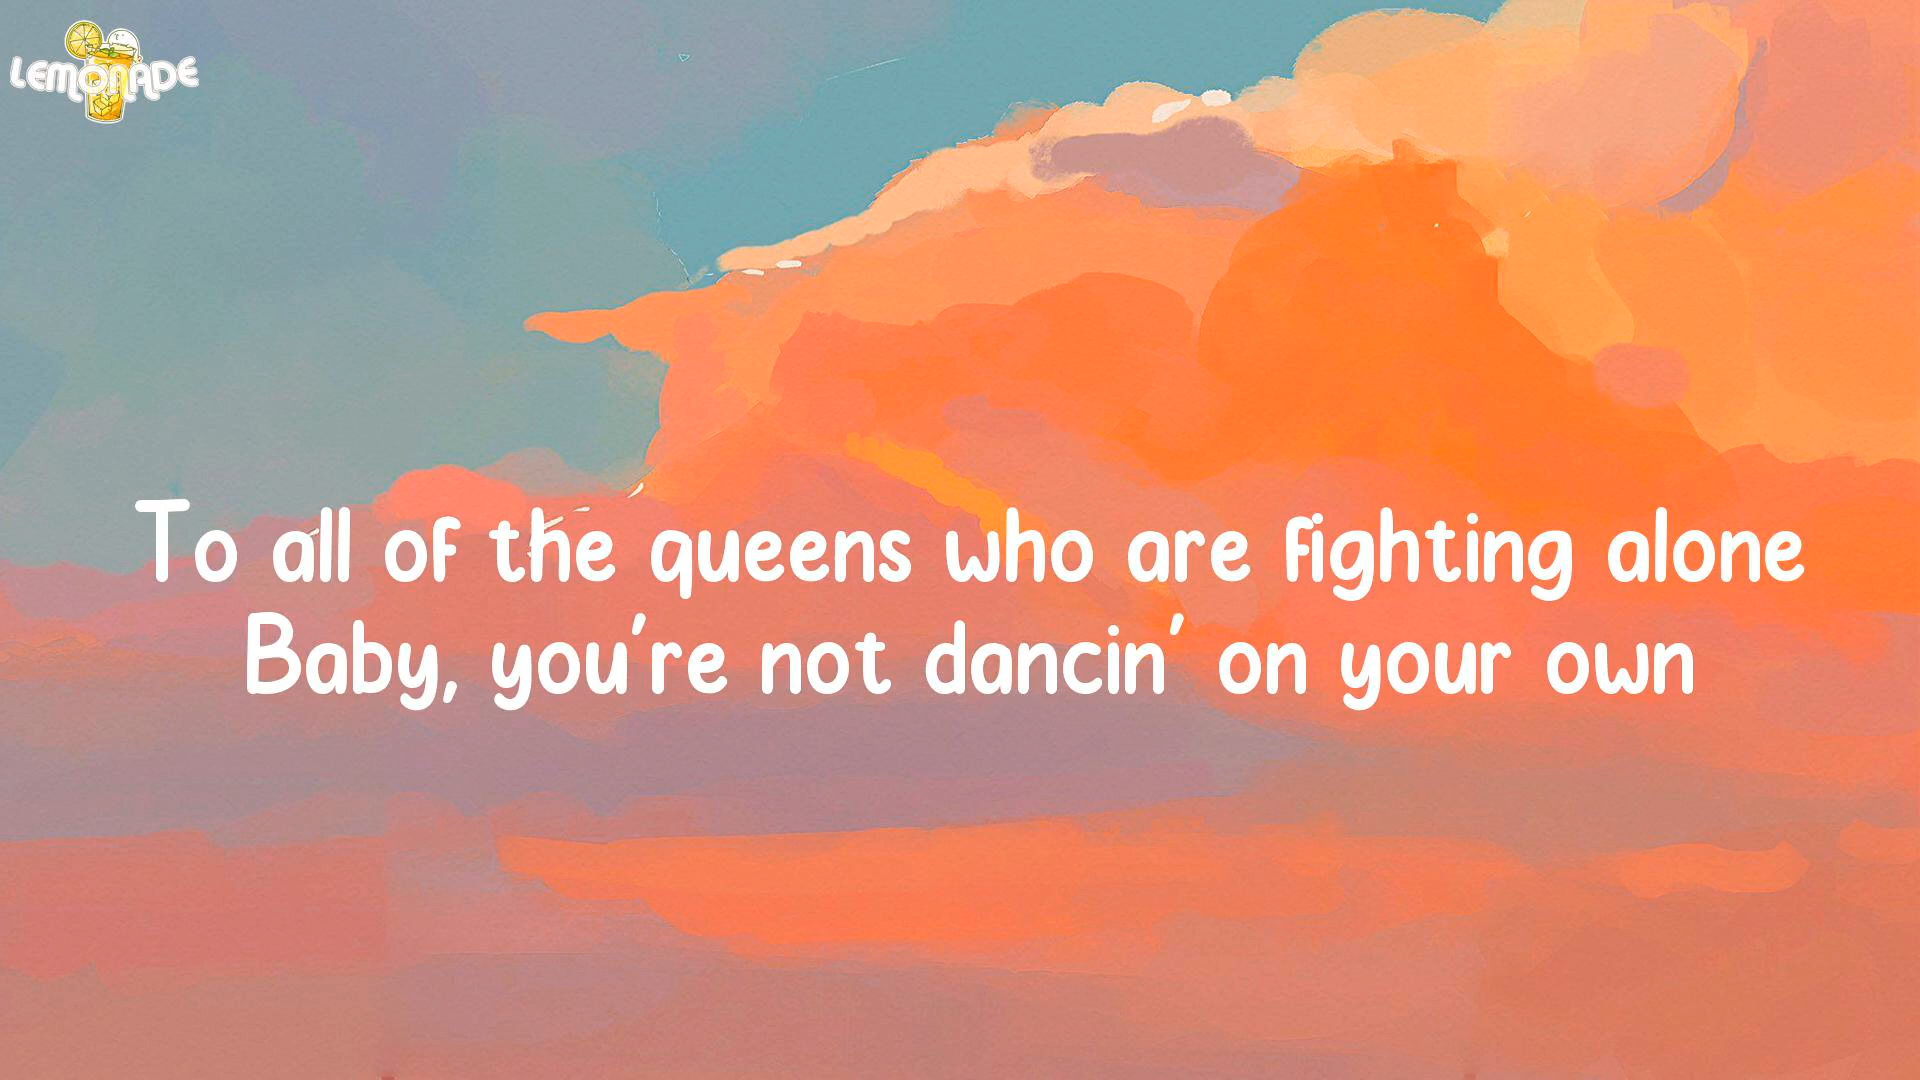 LEMONADE
To all of the queens who are fighting alone
Baby, you're not dancin' on your own